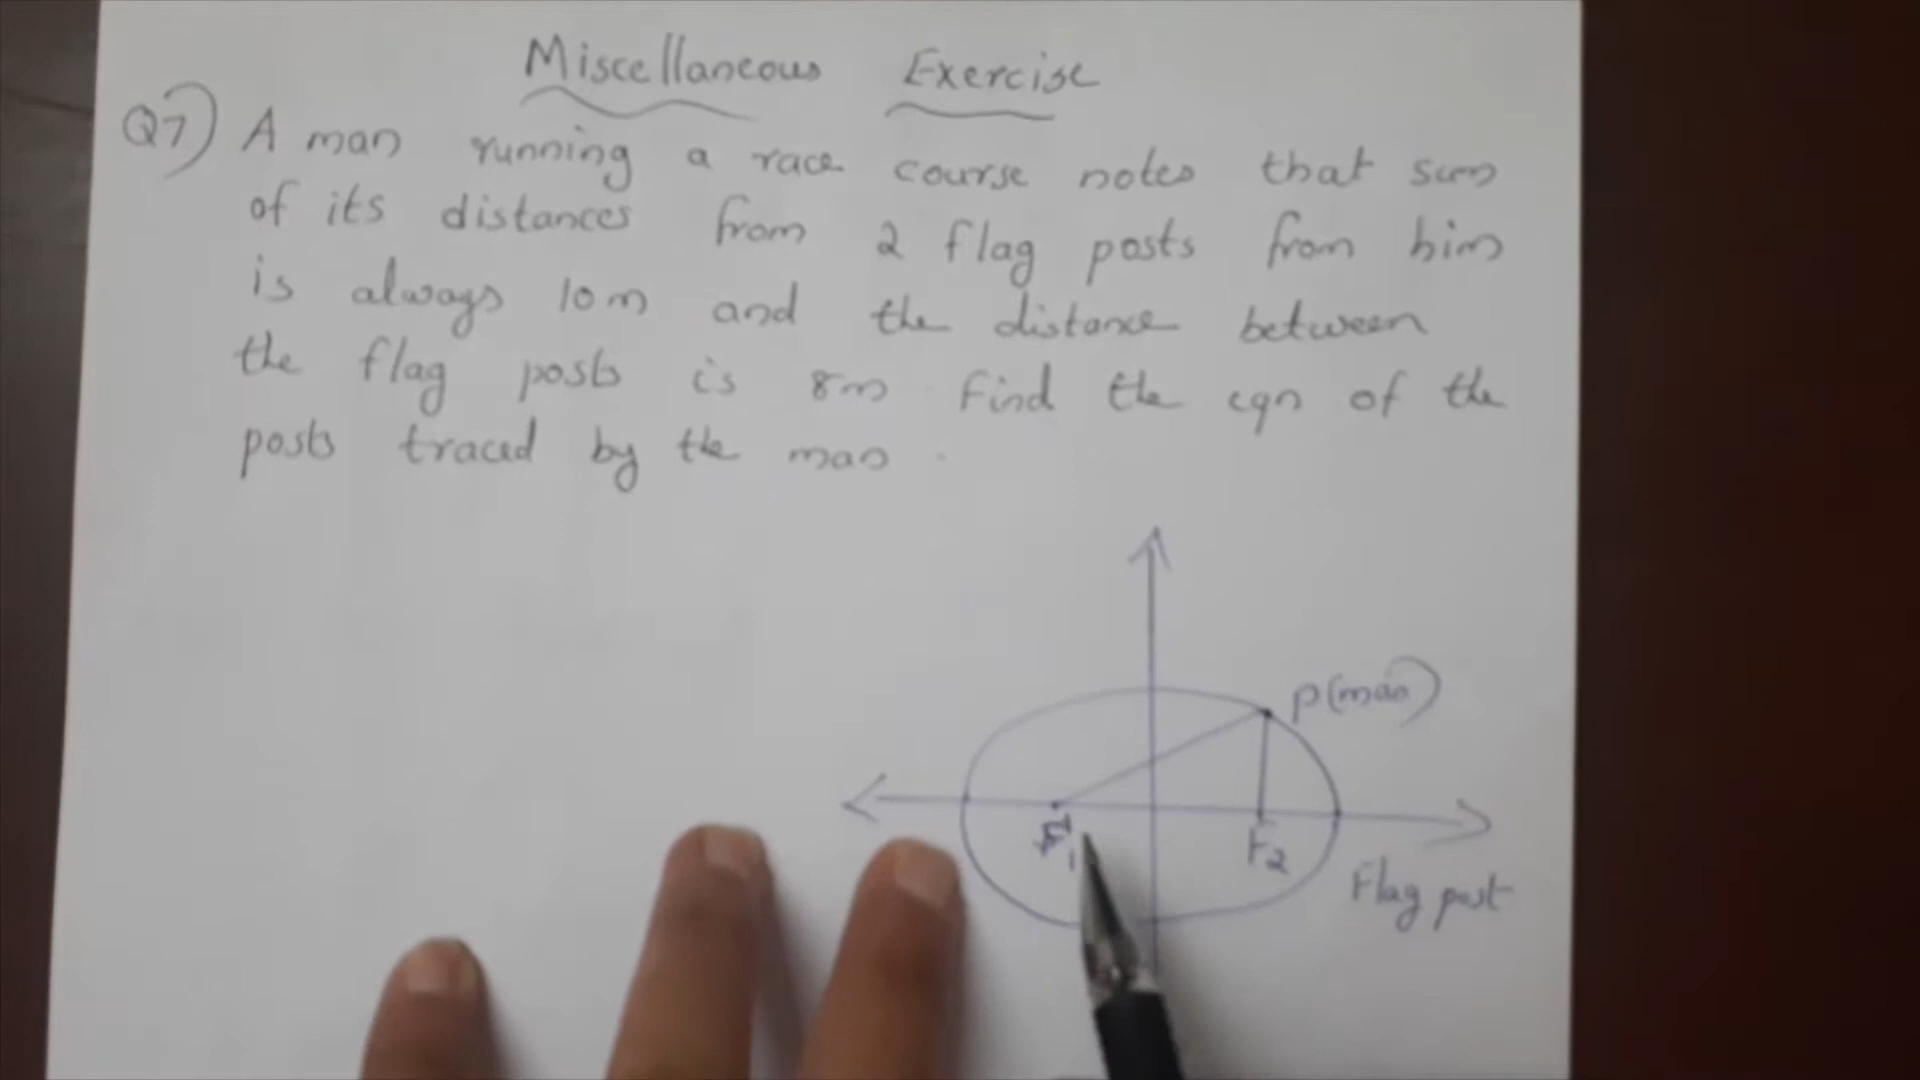 Miscellaneous Exercise
Q7) A man running a race course notes that sum
of its distances from 2 flag posts from him
is always 10m and the distance between
the flag posts is 8m. Find the eqn of the
posts traced by the man.
P(man)
F1
F2
Flag post